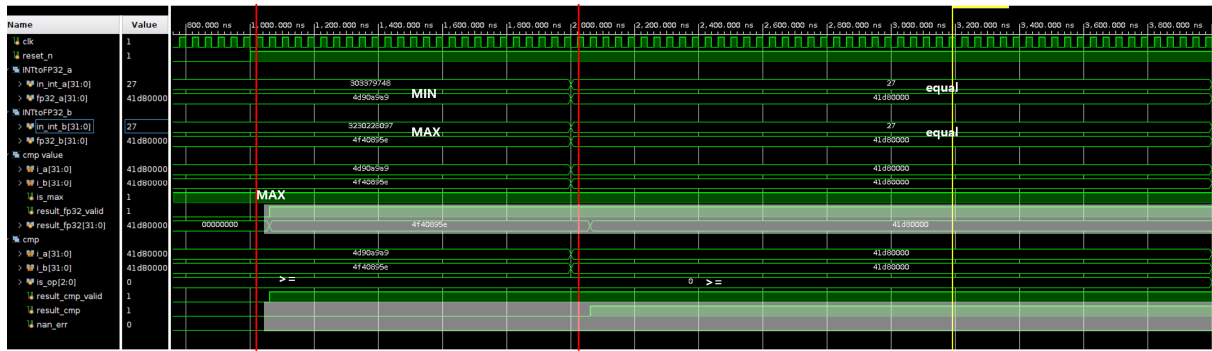 Name Value 800.000 ns 1,000.000 ns 1,200.000 ns 1,400.000 ns 1,600.000 ns 1,800.000 ns 2,000.000 ns 2,200.000 ns 2,400.000 ns 2,600.000 ns 2,800.000 ns 3,000.000 ns 3,200.000 ns 3,400.000 ns 3,600.000 ns 3,800.000 ns
clk 1
reset_n 1
INTtoFP32_a
in_int_a[31:0] 27 303379748 27
MIN equal
fp32_a[31:0] 41d80000 4d90a9a9 41d80000
INTtoFP32_b
in_int_b[31:0] 27 3230228097 27
MAX equal
fp32_b[31:0] 41d80000 4f40895e 41d80000
cmp value
i_a[31:0] 41d80000 4d90a9a9 41d80000
i_b[31:0] 41d80000 4f40895e 41d80000
is_max 1 MAX
result_fp32_valid 1
result_fp32[31:0] 41d80000 00000000 4f40895e 41d80000
cmp
i_a[31:0] 41d80000 4d90a9a9 41d80000
i_b[31:0] 41d80000 4f40895e 41d80000
is_op[2:0] 0 >= 0 >=
result_cmp_valid 1
result_cmp 1
nan_err 0